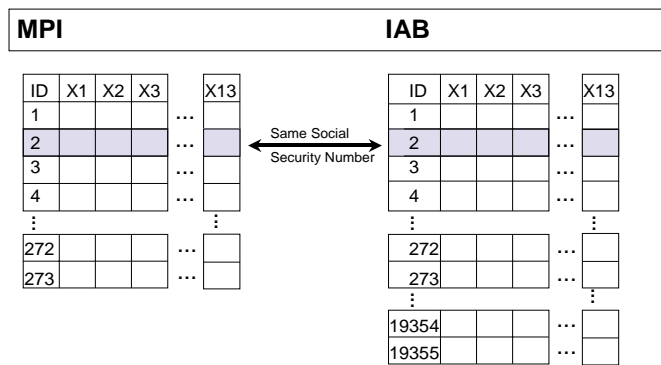 MPI IAB
ID X1 X2 X3 ... X13 ID X1 X2 X3 ... X13
1 1
2 ... Same Social Security Number 2 ...
3 ... 3 ...
4 ... 4 ...
⋮ ⋮ ⋮ ⋮
272 ... 272 ...
273 ... 273 ...
⋮ ⋮
19354 ...
19355 ...